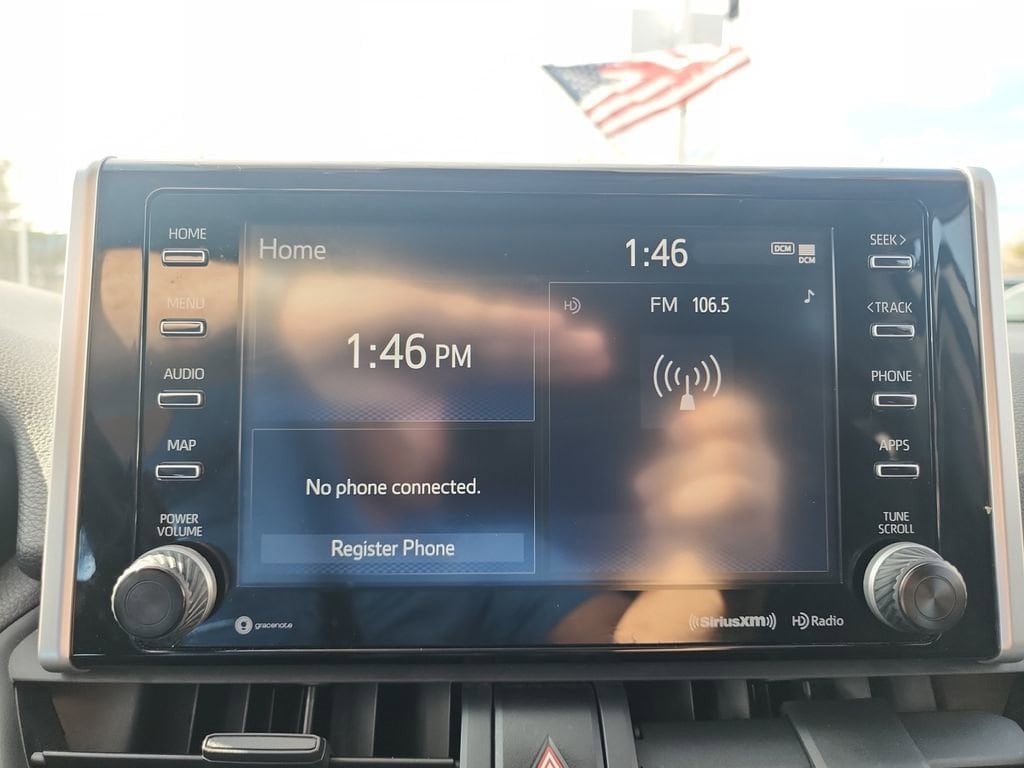 HOME
MENU
AUDIO
MAP
POWER
VOLUME
Home
1:46
DCM
DCM
1:46 PM
FM 106.5
HD
No phone connected.
Register Phone
SEEK >
< TRACK
PHONE
APPS
TUNE
SCROLL
gracenote
((SiriusXM))
HD Radio